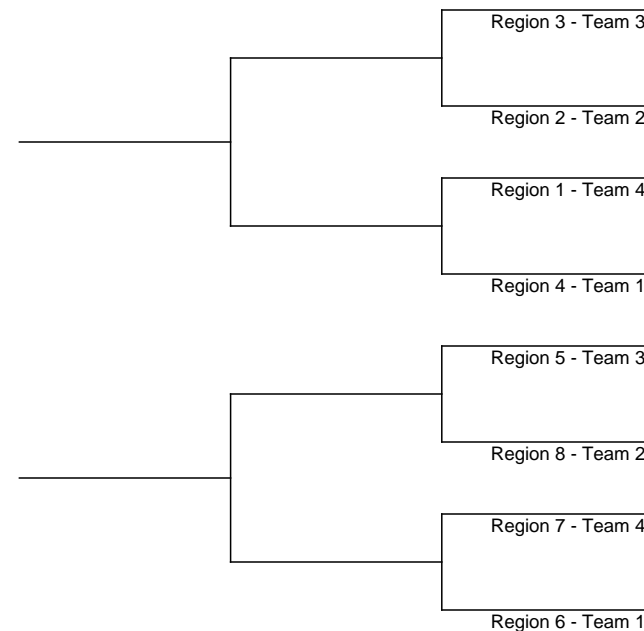 Region 3 - Team 3
Region 2 - Team 2
Region 1 - Team 4
Region 4 - Team 1
Region 5 - Team 3
Region 8 - Team 2
Region 7 - Team 4
Region 6 - Team 1